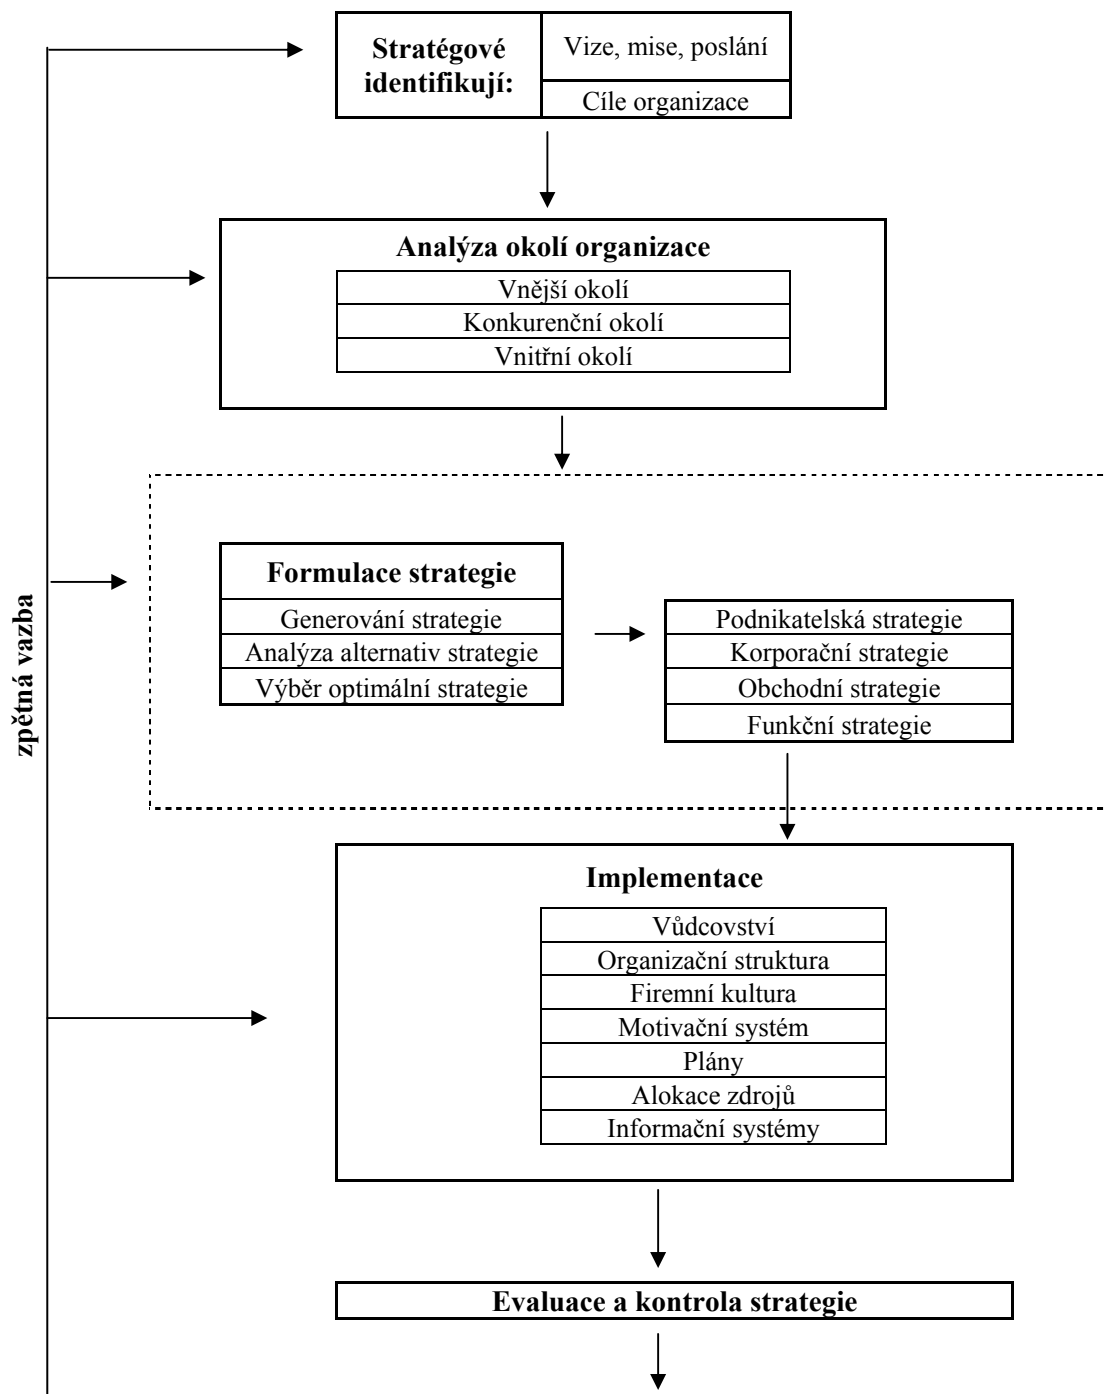 Stratégové
identifikují:
Vize, mise, poslání
Cíle organizace
Analýza okolí organizace
Vnější okolí
Konkurenční okolí
Vnitřní okolí
zpětná vazba
Formulace strategie
Generování strategie
Analýza alternativ strategie
Výběr optimální strategie
Podnikatelská strategie
Korporační strategie
Obchodní strategie
Funkční strategie
Implementace
Vůdcovství
Organizační struktura
Firemní kultura
Motivační systém
Plány
Alokace zdrojů
Informační systémy
Evaluace a kontrola strategie